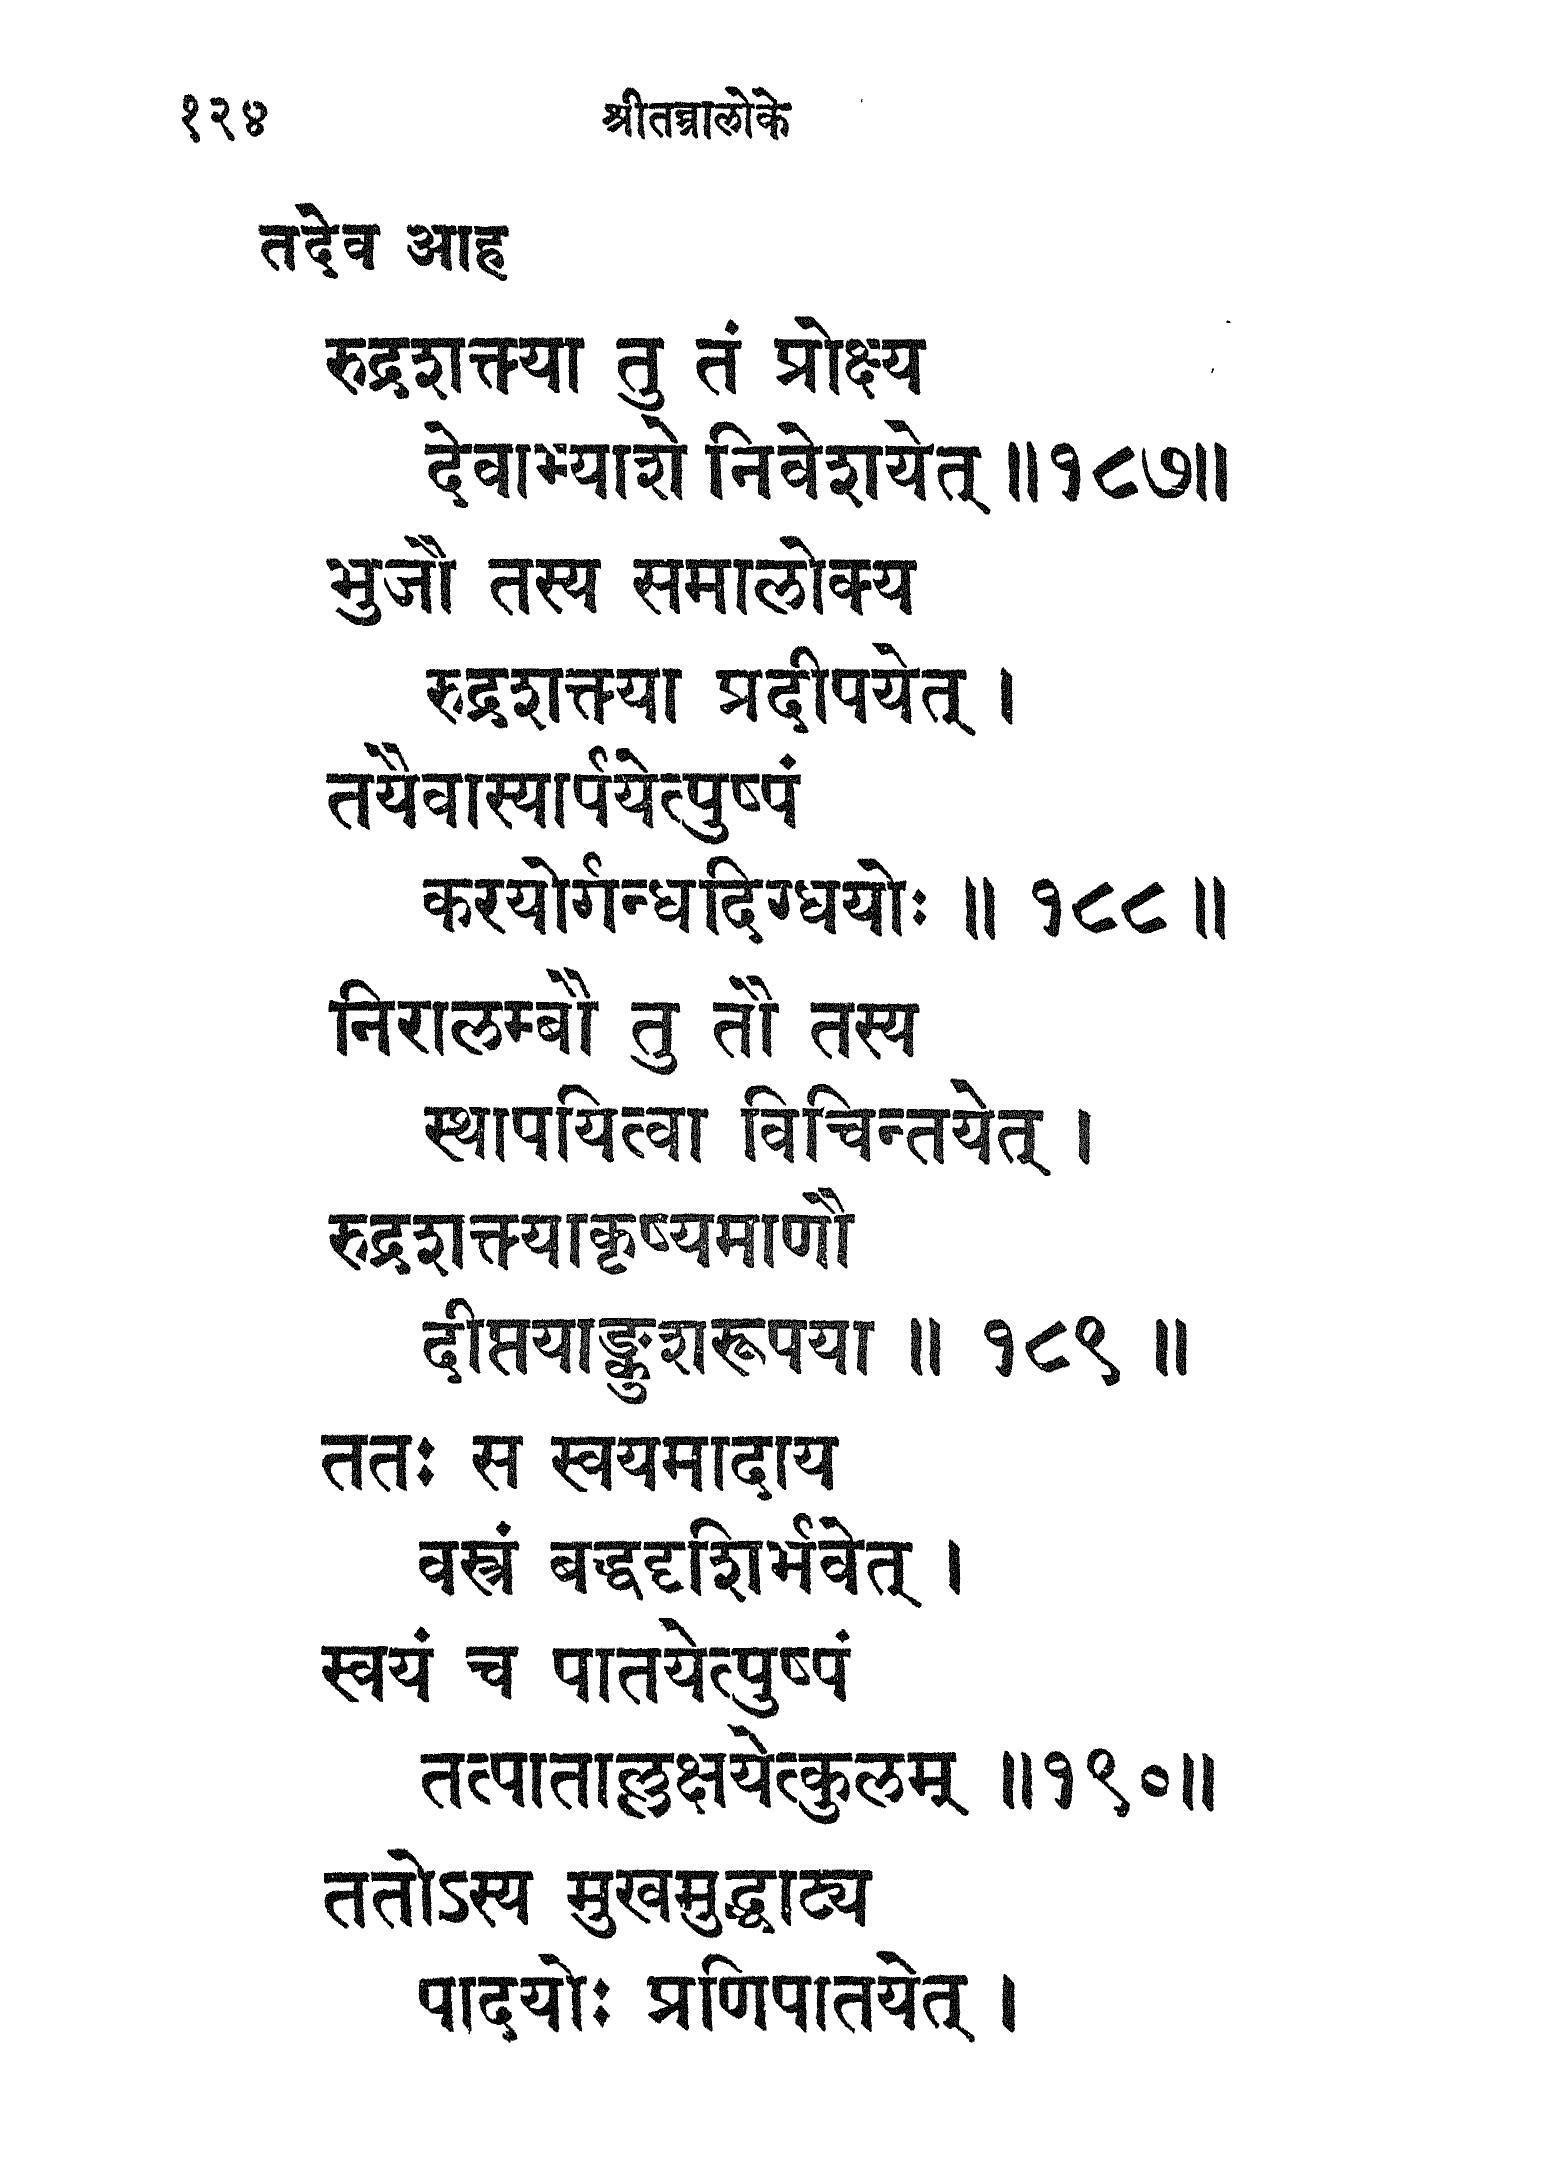 १२४ श्रीतन्त्रालोके
तदेव आह
रुद्रशक्त्या तु तं प्रोक्ष्य
देवाभ्याशे निवेशयेत् ॥१८७॥
भुजौ तस्य समालोक्य
रुद्रशक्त्या प्रदीपयेत् ।
तयैवास्यार्पयेत्पुष्पं
करयोर्गन्धदिग्धयोः ॥ १८८ ॥
निरालम्बौ तु तौ तस्य
स्थापयित्वा विचिन्तयेत् ।
रुद्रशक्त्याकृष्यमाणौ
दीप्तयाङ्कुशरूपया ॥ १८९ ॥
ततः स स्वयमादाय
वस्त्रं बद्धदृशिर्भवेत् ।
स्वयं च पातयेत्पुष्पं
तत्पाताल्लक्षयेत्कुलम् ॥१९०॥
ततोऽस्य मुखमुद्घाट्य
पादयोः प्रणिपातयेत् ।